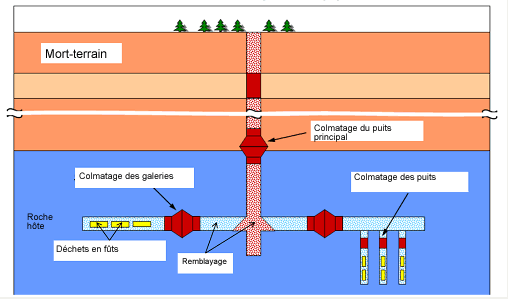 Mort-terrain
Colmatage du puits
principal
Colmatage des galeries
Colmatage des puits
Roche
hôte
Déchets en fûts
Remblayage